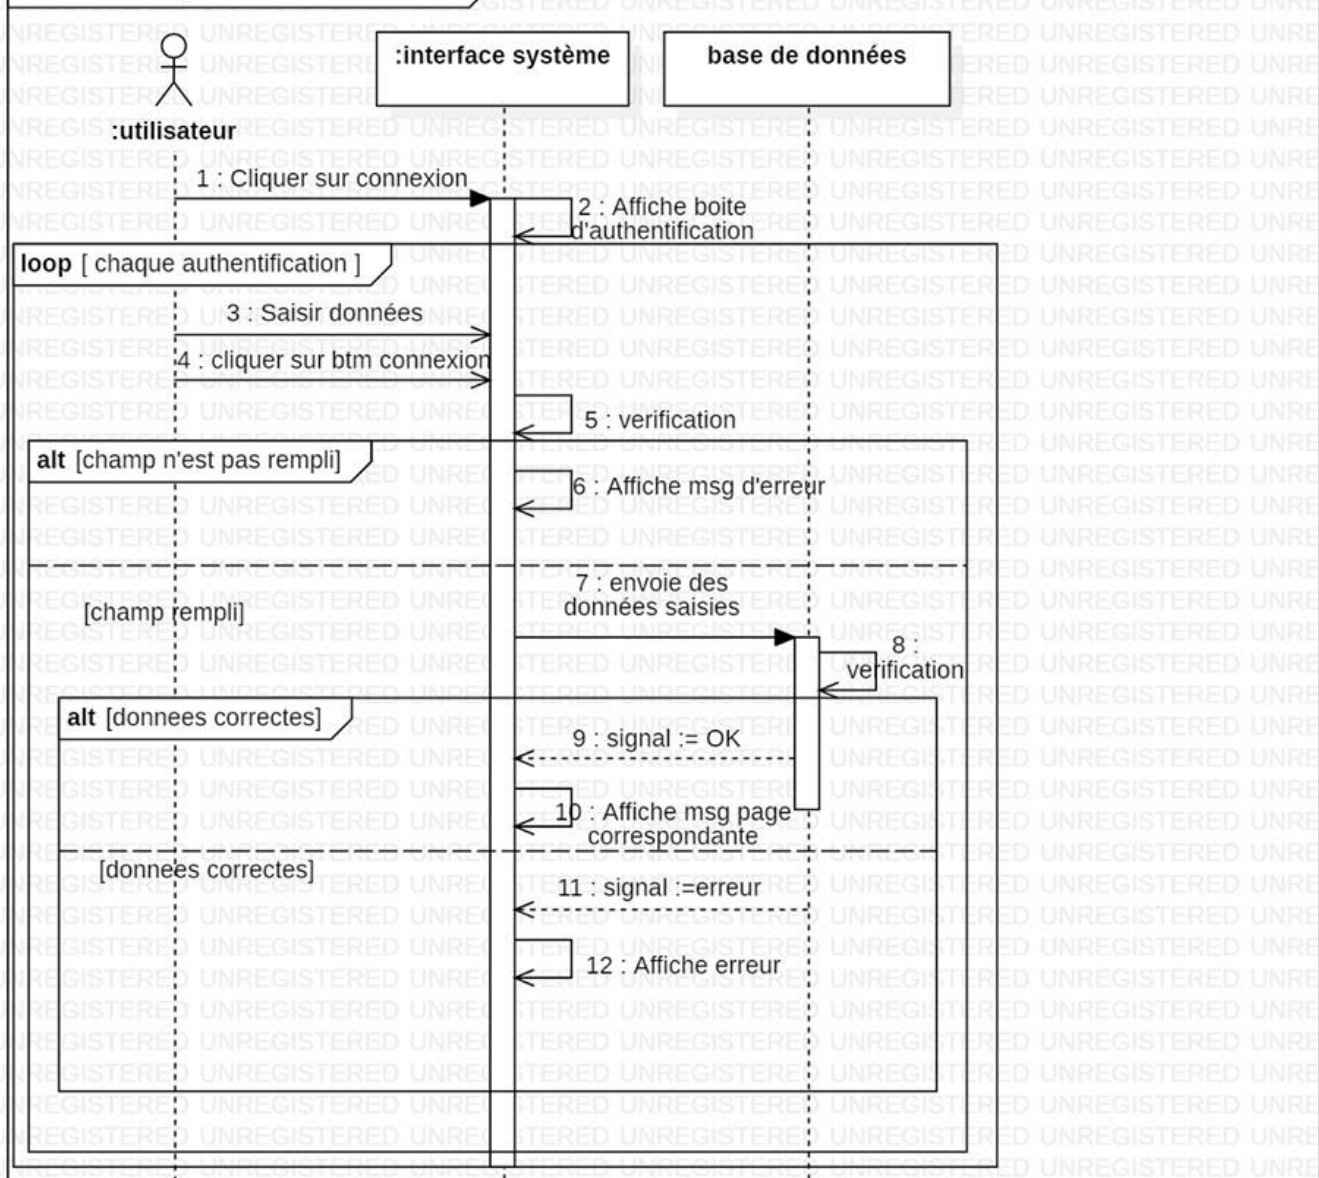 :interface système
base de données
:utilisateur
1 : Cliquer sur connexion
2 : Affiche boite
d'authentification
loop [ chaque authentification ]
3 : Saisir données
4 : cliquer sur btm connexion
5 : verification
alt [champ n'est pas rempli]
6 : Affiche msg d'erreur
7 : envoie des
données saisies
[champ rempli]
8 :
verification
alt [donnees correctes]
9 : signal := OK
10 : Affiche msg page
correspondante
[donnees correctes]
11 : signal :=erreur
12 : Affiche erreur
UNREGISTERED